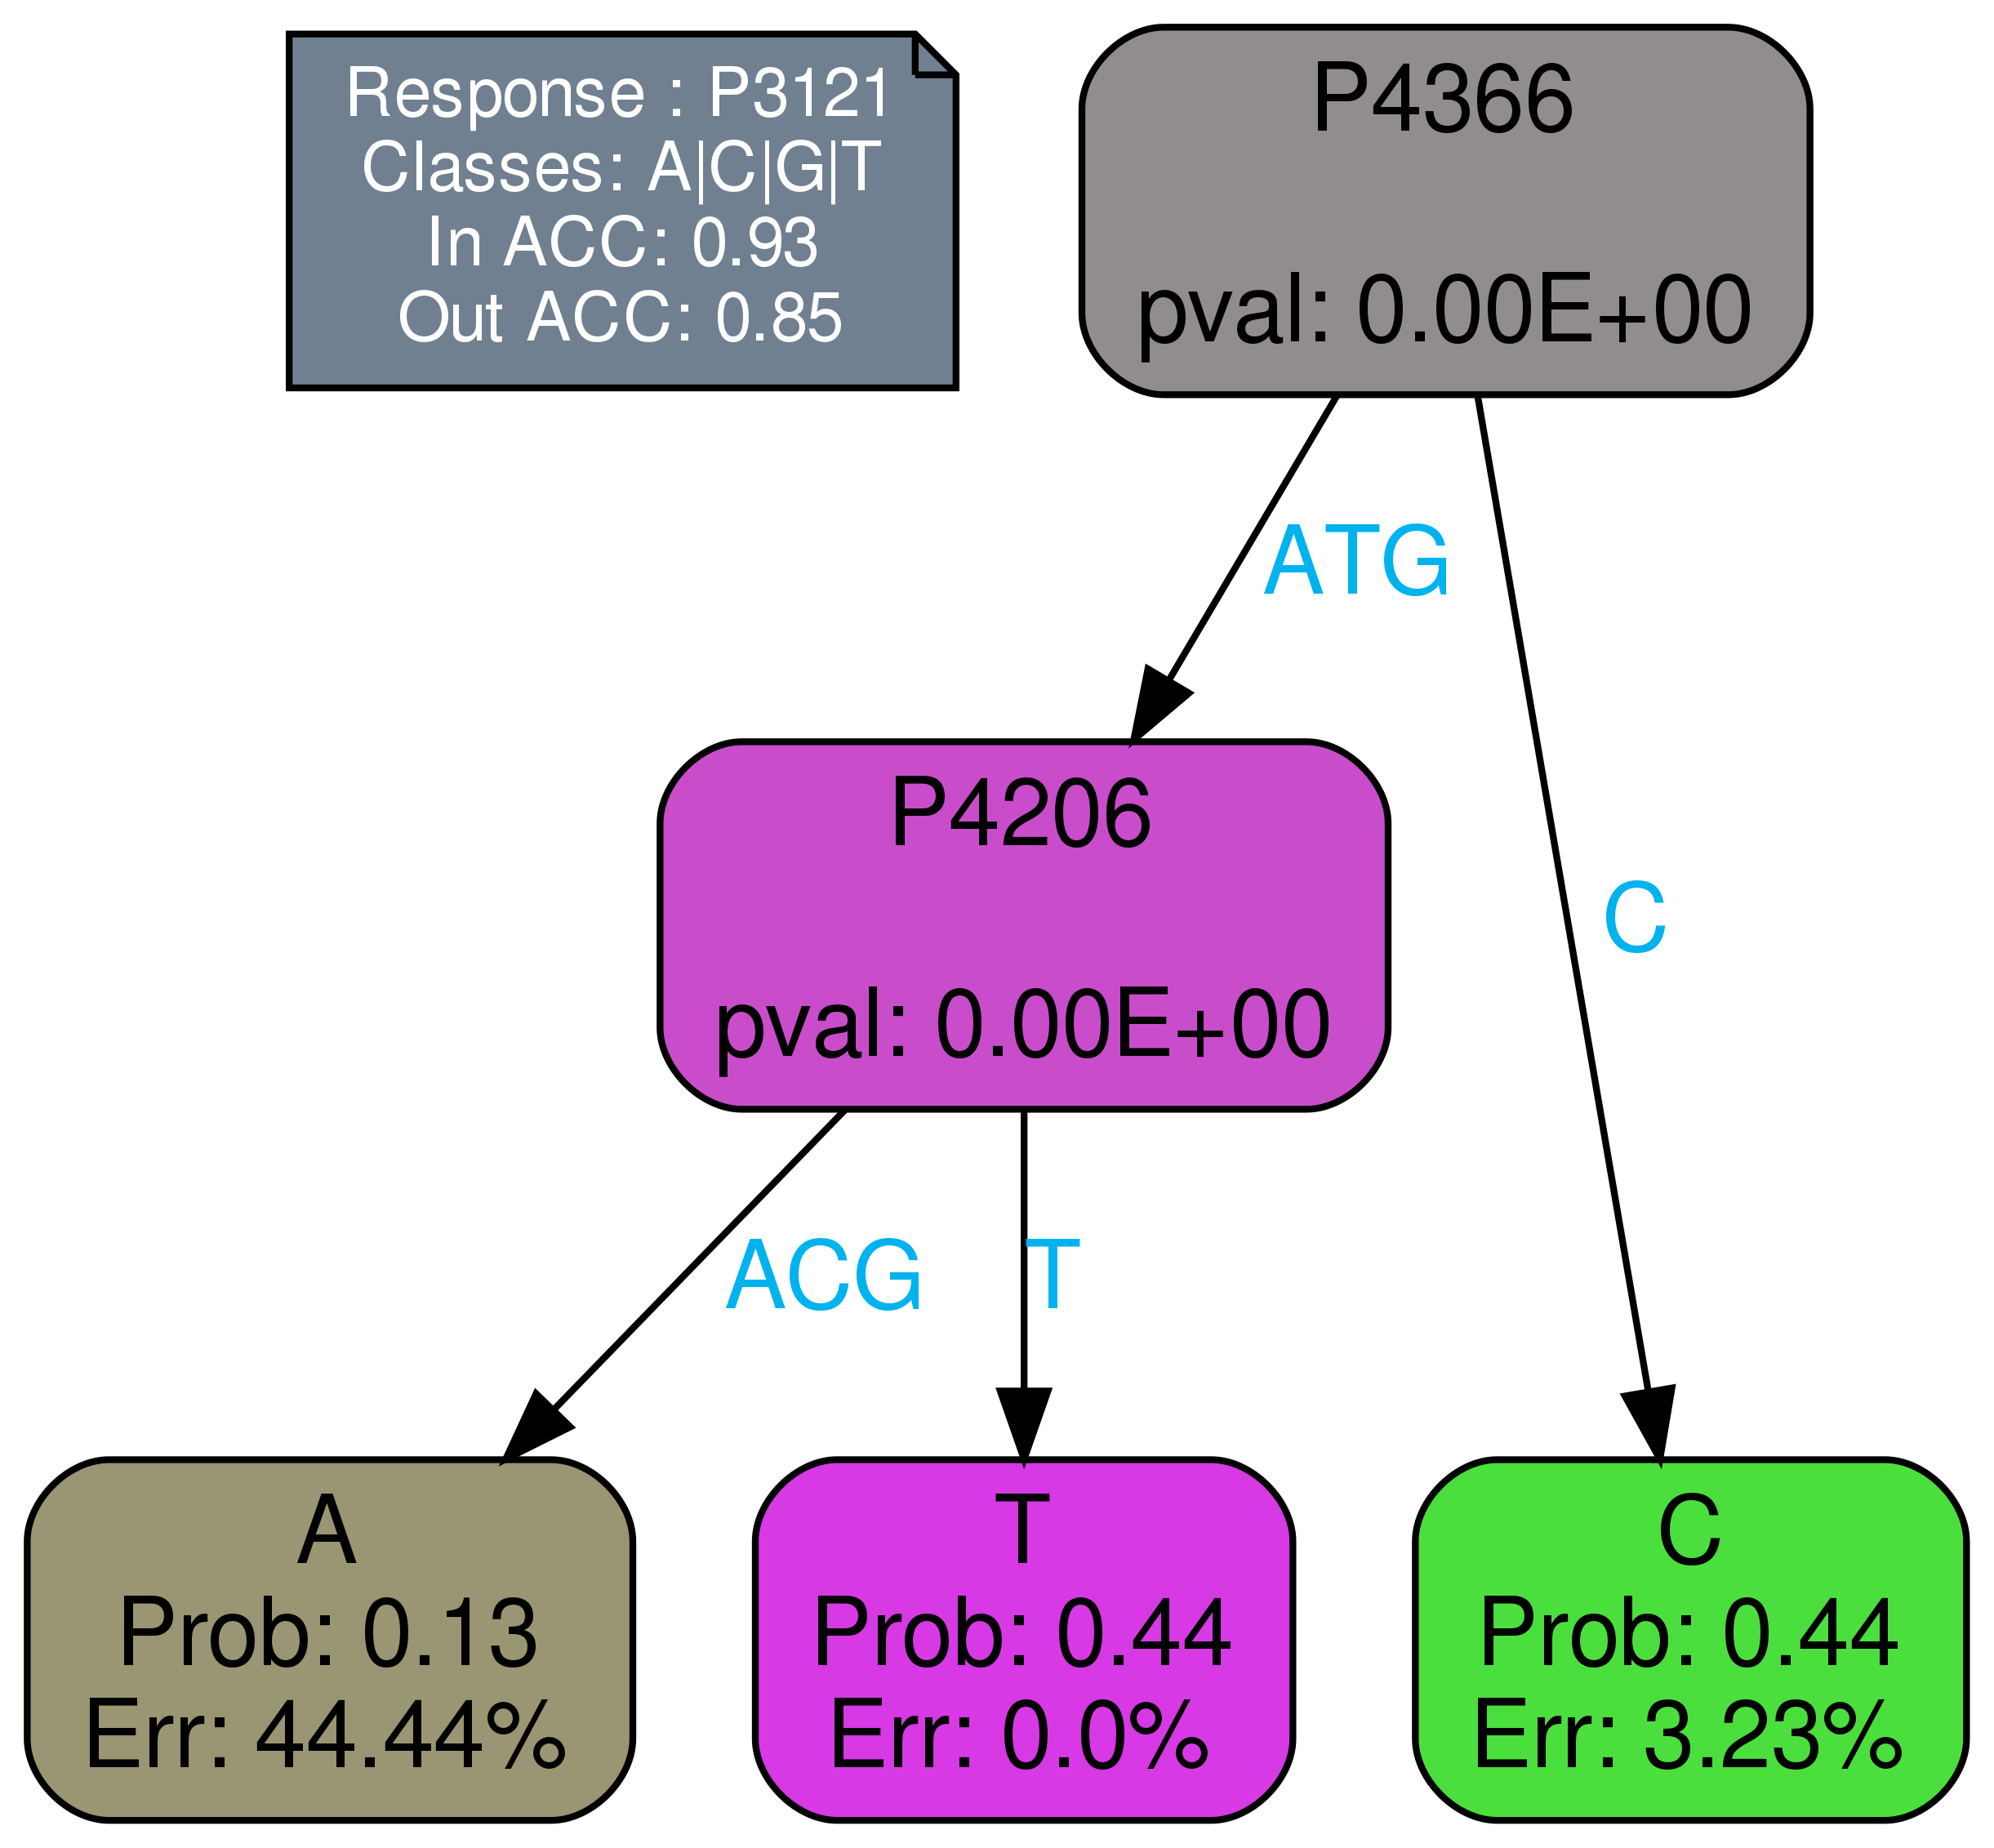 Response : P3121
Classes: A|C|G|T
In ACC: 0.93
Out ACC: 0.85
P4366
pval: 0.00E+00
ATG
C
P4206
pval: 0.00E+00
ACG
T
A
Prob: 0.13
Err: 44.44%
T
Prob: 0.44
Err: 0.0%
C
Prob: 0.44
Err: 3.23%